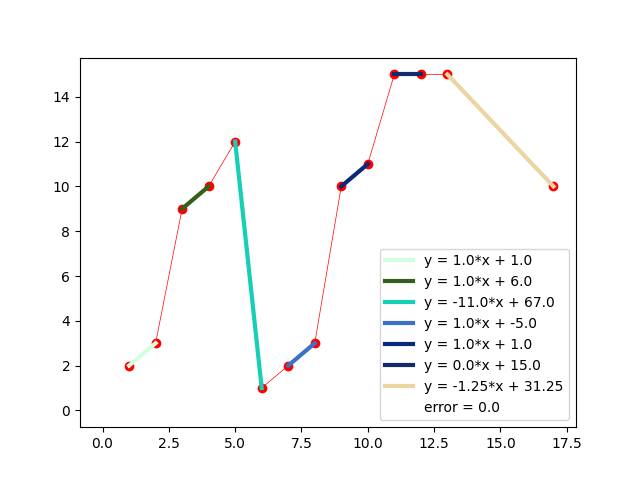 14
12
10
8
6
4
2
0
y = 1.0*x + 1.0
y = 1.0*x + 6.0
y = -11.0*x + 67.0
y = 1.0*x + -5.0
y = 1.0*x + 1.0
y = 0.0*x + 15.0
y = -1.25*x + 31.25
error = 0.0
0.0 2.5 5.0 7.5 10.0 12.5 15.0 17.5